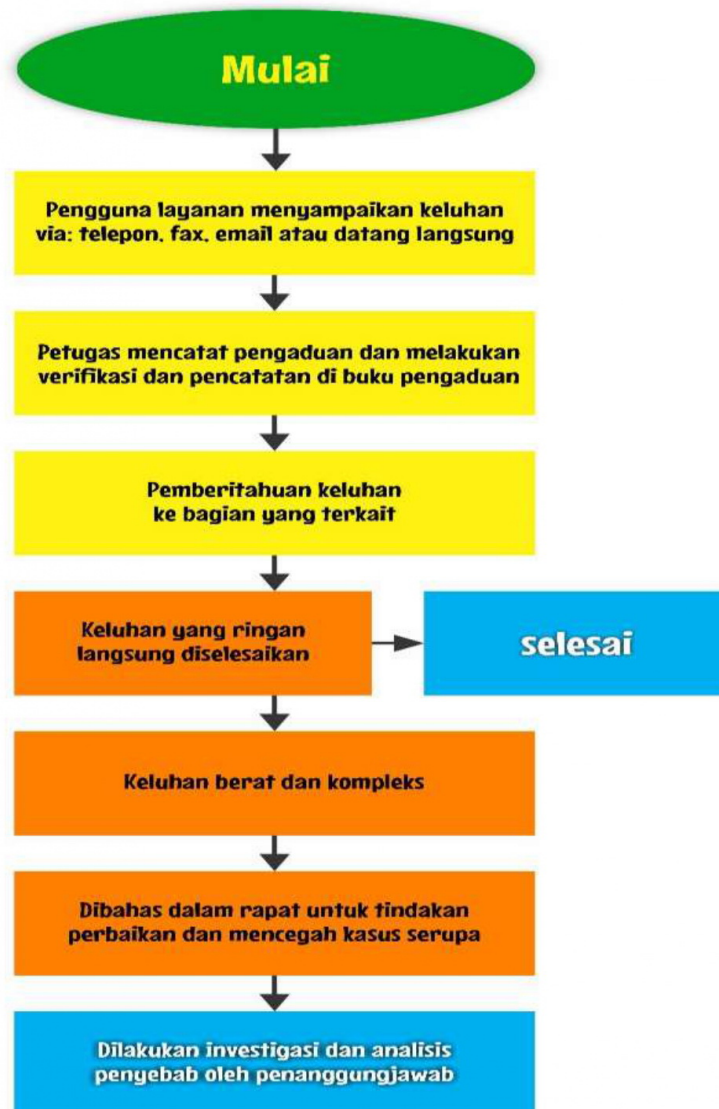 Mulai
Pengguna layanan menyampaikan keluhan
via: telepon, fax, email atau datang langsung
Petugas mencatat pengaduan dan melakukan
verifikasi dan pencatatan di buku pengaduan
Pemberitahuan keluhan
ke bagian yang terkait
Keluhan yang ringan
langsung diselesaikan
selesai
Keluhan berat dan kompleks
Dibahas dalam rapat untuk tindakan
perbaikan dan mencegah kasus serupa
Dilakukan investigasi dan analisis
penyebab oleh penanggungjawab